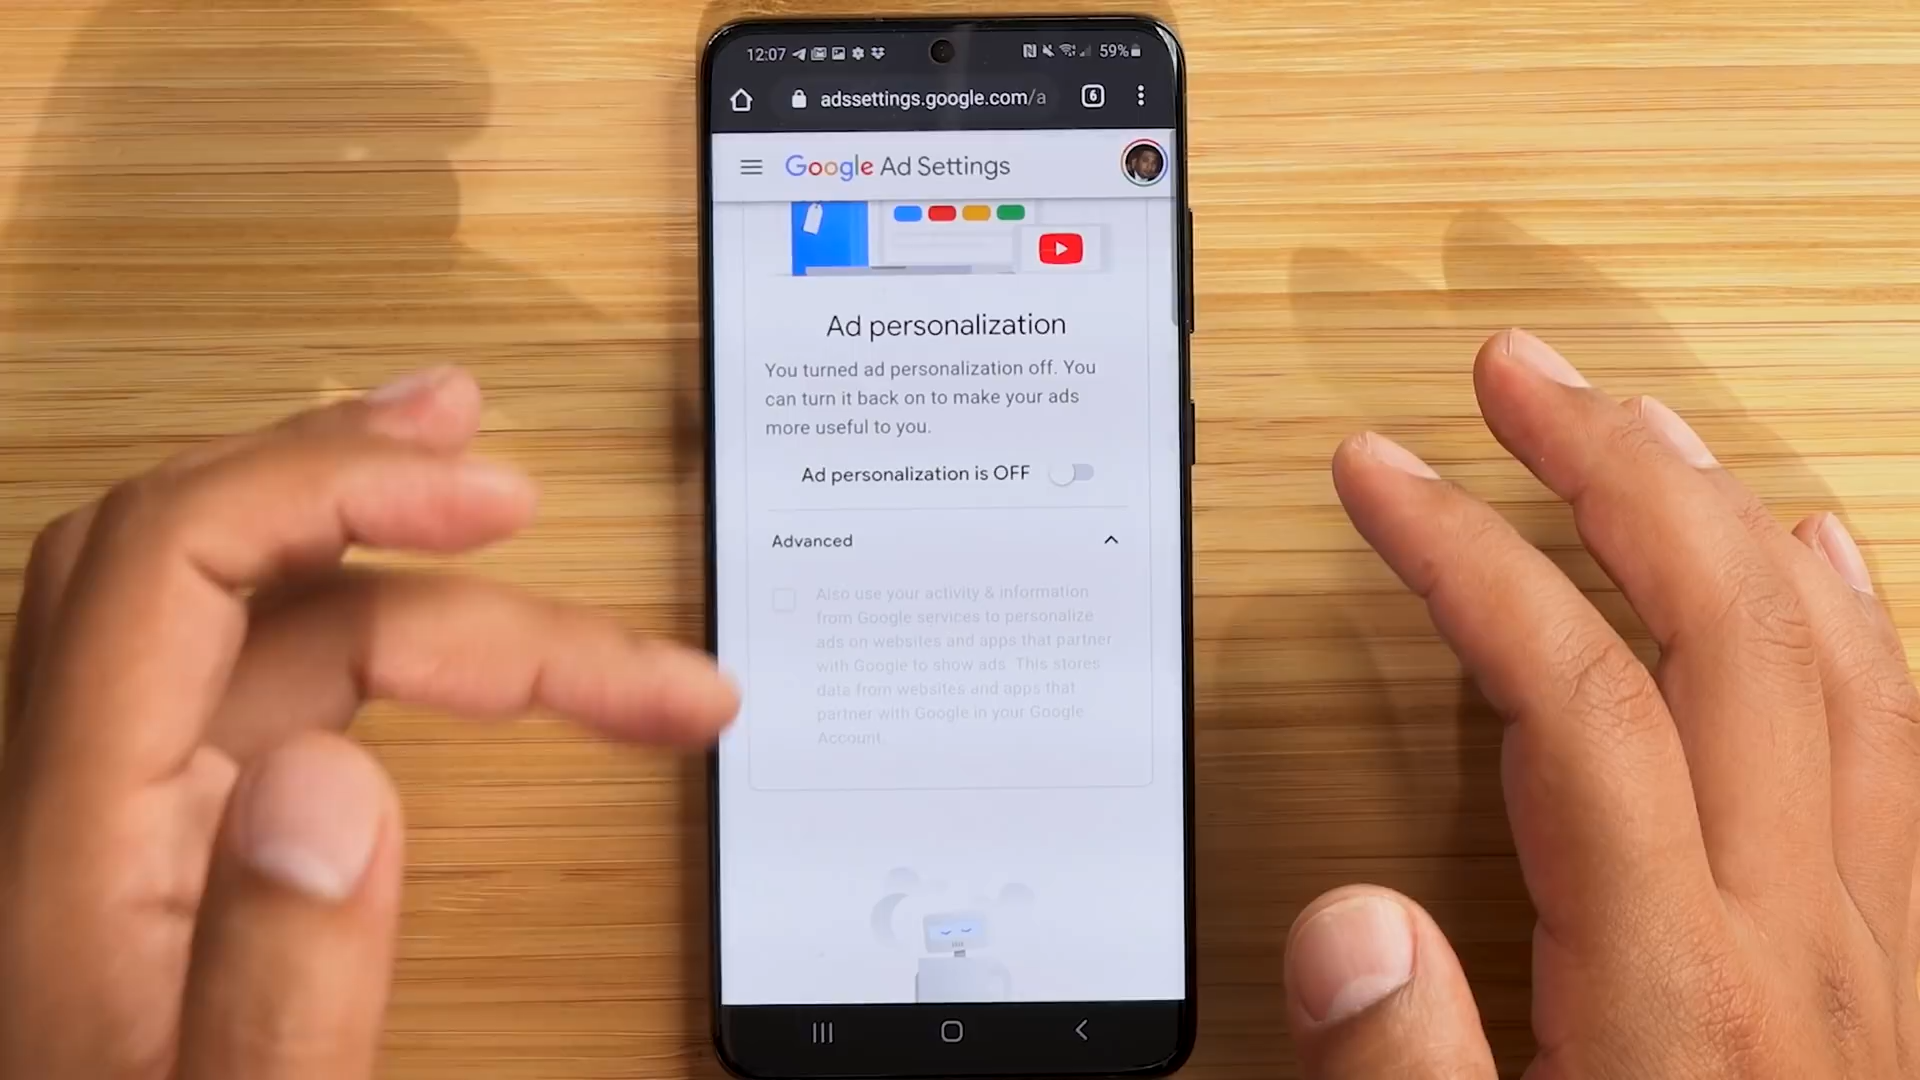 12:07
59%
adssettings.google.com/a
6
Google Ad Settings
Ad personalization
You turned ad personalization off. You
can turn it back on to make your ads
more useful to you.
Ad personalization is OFF
Advanced
Also use your activity & information
from Google services to personalize
ads on websites and apps that partner
with Google to show ads. This stores
data from websites and apps that
partner with Google in your Google
Account.